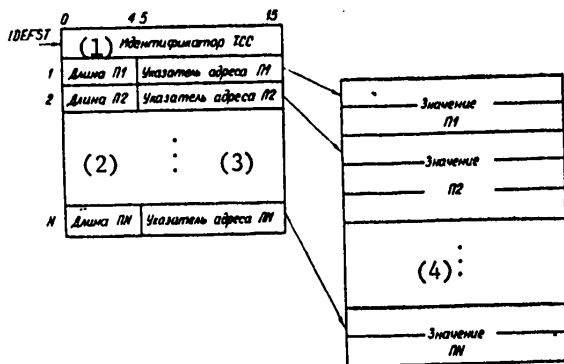 0 4 5 15
IDEFST
(1) Идентификатор ТСС
1 Длина П1 Указатель адреса П1
2 Длина П2 Указатель адреса П2
(2) (3)
N Длина ПN Указатель адреса ПN
Значение
П1
Значение
П2
(4)
Значение
ПN